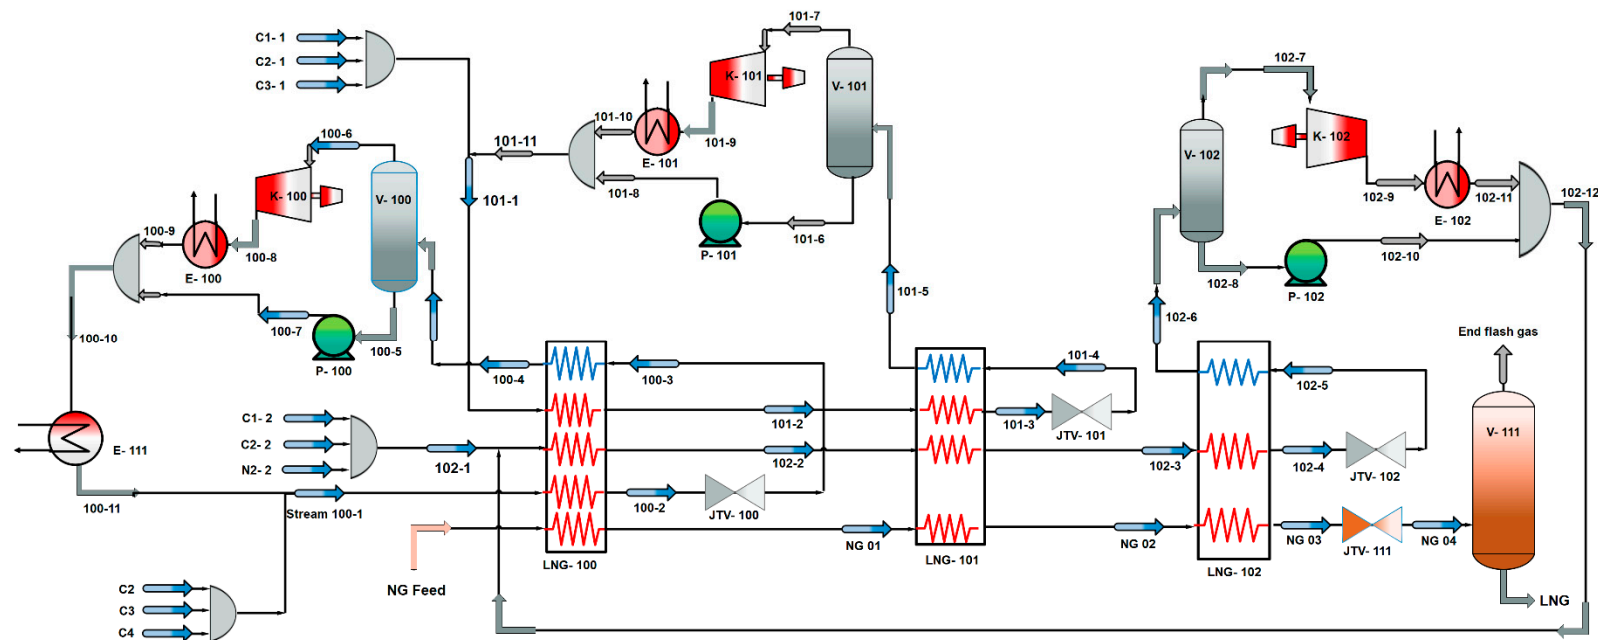 C1- 1
C2- 1
C3- 1
101-7
K- 101
V- 101
101-10
101-9
E- 101
101-11
101-8
101-6
P- 101
101-1
100-6
K- 100
V- 100
100-9
100-8
E- 100
100-7
100-5
P- 100
100-10
102-7
K- 102
V- 102
102-9
102-11
E- 102
102-12
102-10
102-8
P- 102
102-6
101-5
End flash gas
100-4
100-3
101-4
102-5
101-2
101-3
JTV- 101
C1- 2
C2- 2
N2- 2
102-1
102-2
102-3
102-4
JTV- 102
V- 111
E- 111
100-11
Stream 100-1
100-2
JTV- 100
NG 01
NG 02
NG 03
JTV- 111
NG 04
LNG- 100
LNG- 101
LNG- 102
NG Feed
LNG
C2
C3
C4